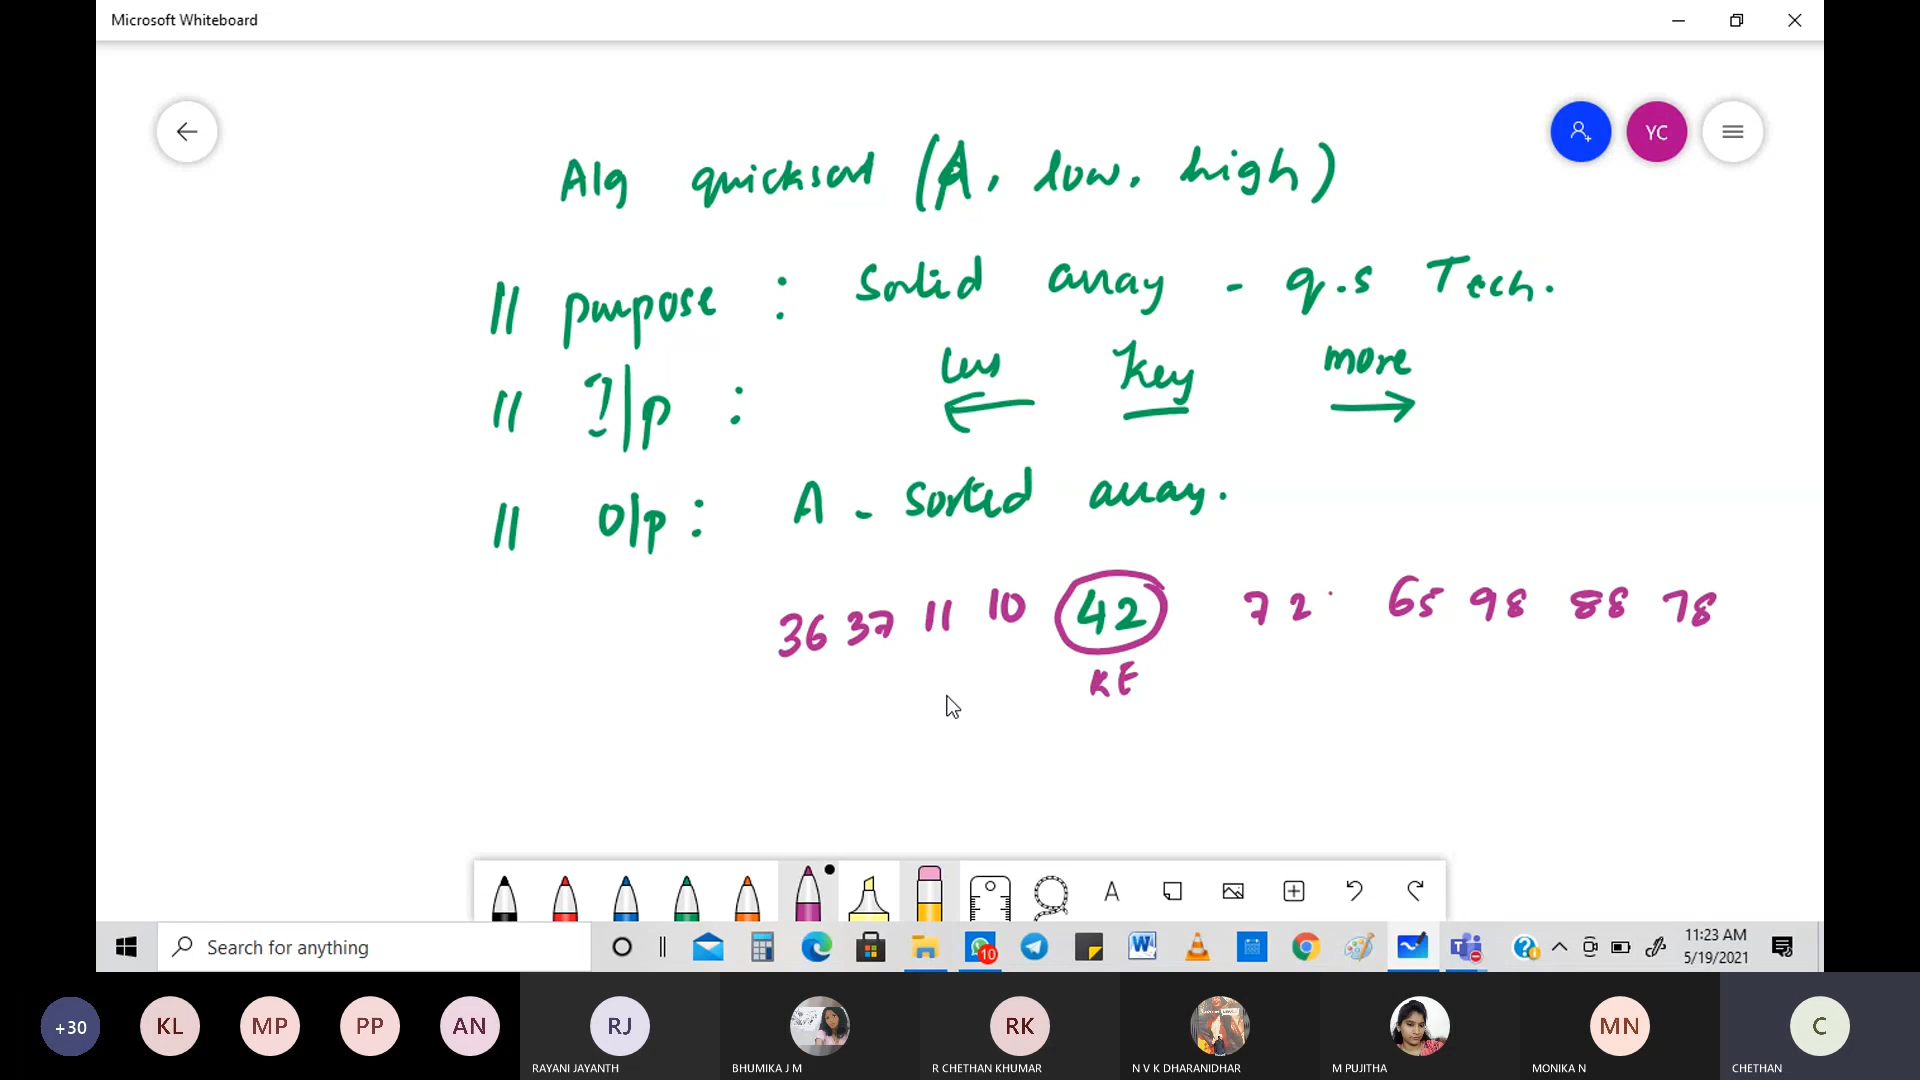 Microsoft Whiteboard
YC
Alg quicksort (A, low, high)
// purpose : Sorted array - q.s Tech.
less Key more
// I/p :
// O/p : A - Sorted array.
36 37 11 10 42 72 65 98 88 78
KE
A
Search for anything
10
11:23 AM
5/19/2021
+30 KL MP PP AN RJ RK MN C
RAYANI JAYANTH BHUMIKA J M R CHETHAN KHUMAR N V K DHARANIDHAR M PUJITHA MONIKA N CHETHAN